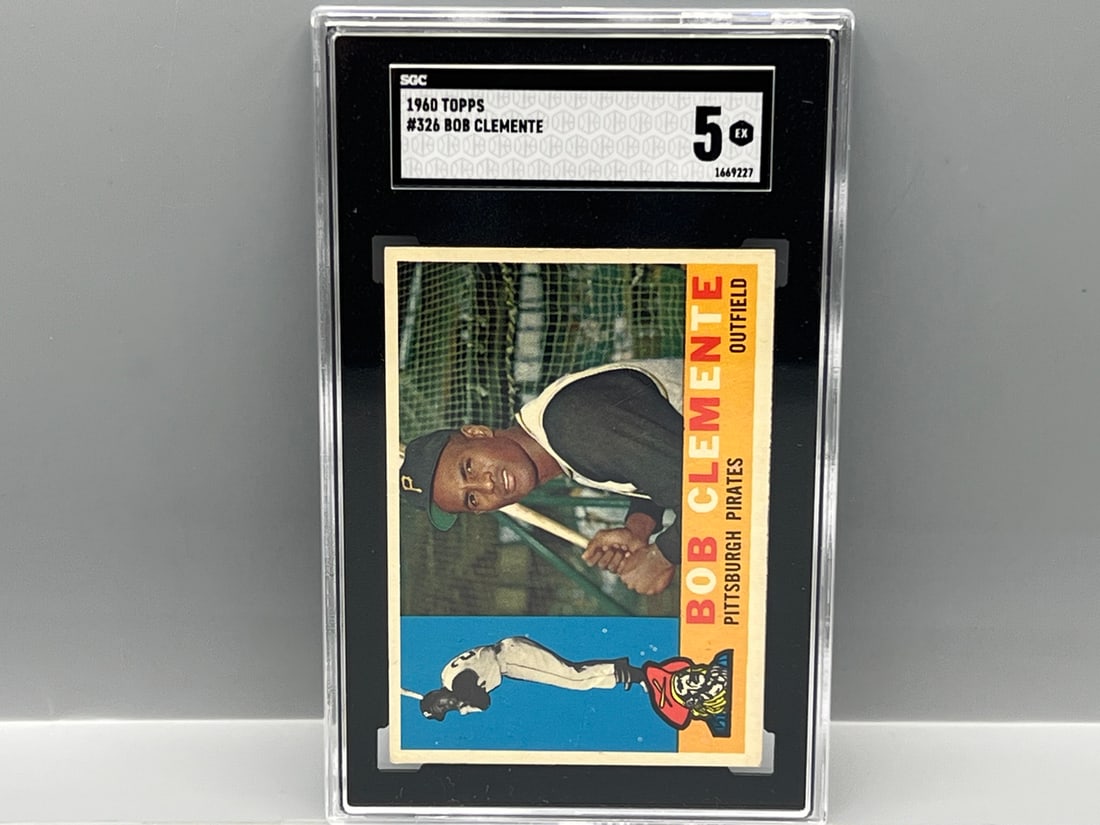 SGC
1960 TOPPS
#326 BOB CLEMENTE
5 EX
1669227
P
BOB CLEMENTE
PITTSBURGH PIRATES OUTFIELD